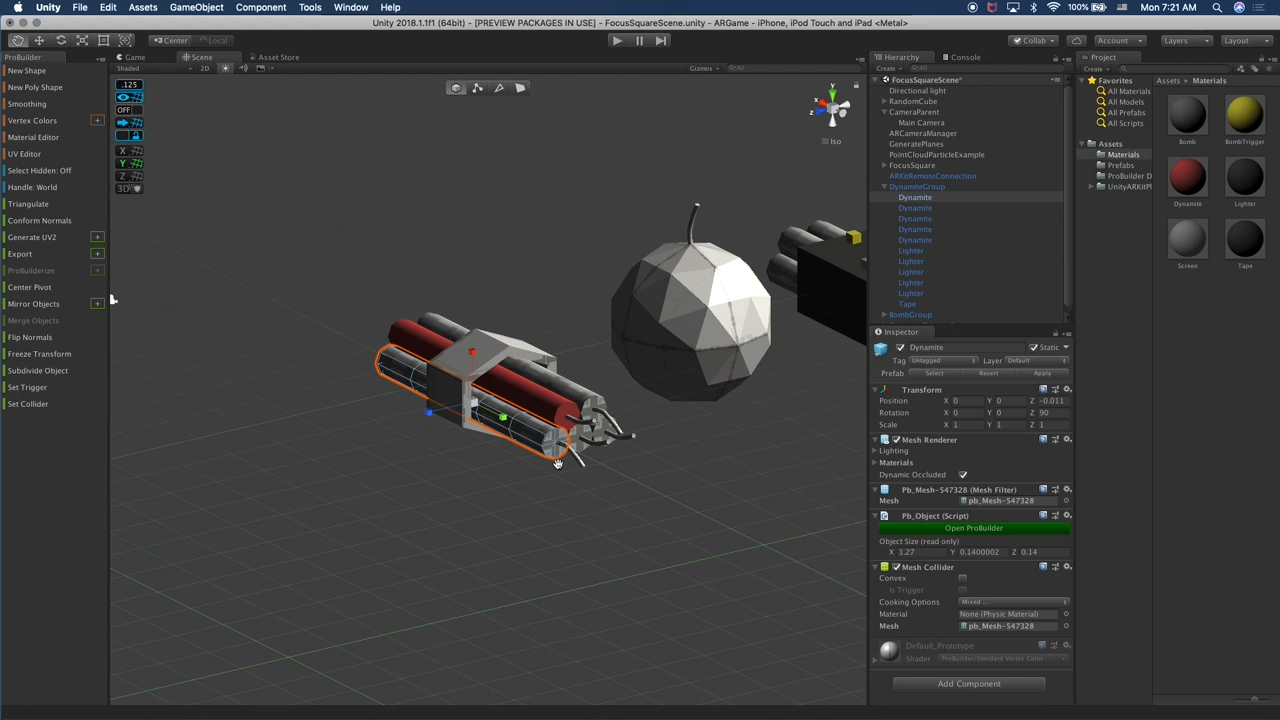 Unity File Edit Assets GameObject Component Tools Window Help 100% Mon 7:21 AM
Unity 2018.1.1f1 (64bit) - [PREVIEW PACKAGES IN USE] - FocusSquareScene.unity - ARGame - iPhone, iPod Touch and iPad <Metal>
Center Local Collab Account Layers Layout
ProBuilder Game Scene Asset Store Hierarchy Console Project
Shaded 2D Gizmos All Create All Create
New Shape
New Poly Shape
Smoothing
Vertex Colors +
Material Editor
UV Editor
Select Hidden: Off
Handle: World
Triangulate
Conform Normals
Generate UV2 +
Export +
ProBuilderize +
Center Pivot
Mirror Objects +
Merge Objects
Flip Normals
Freeze Transform
Subdivide Object
Set Trigger
Set Collider
.125
OFF
X
Y
Z
3D
x y z
Iso
FocusSquareScene*
Directional light
RandomCube
CameraParent
Main Camera
ARCameraManager
GeneratePlanes
PointCloudParticleExample
FocusSquare
ARKitRemoteConnection
DynamiteGroup
Dynamite
Dynamite
Dynamite
Dynamite
Dynamite
Lighter
Lighter
Lighter
Lighter
Lighter
Tape
BombGroup
Favorites
All Materials
All Models
All Prefabs
All Scripts
Assets
Materials
Prefabs
ProBuilder D
UnityARKitPl
Assets Materials
Bomb BombTrigger
Dynamite Lighter
Screen Tape
Inspector
Dynamite Static
Tag Untagged Layer Default
Prefab Select Revert Apply
Transform
Position X 0 Y 0 Z -0.011
Rotation X 0 Y 0 Z 90
Scale X 1 Y 1 Z 1
Mesh Renderer
Lighting
Materials
Dynamic Occluded
Pb_Mesh-547328 (Mesh Filter)
Mesh pb_Mesh-547328
Pb_Object (Script)
Open ProBuilder
Object Size (read only)
X 1.27 Y 0.1400002 Z 0.14
Mesh Collider
Convex
Is Trigger
Cooking Options Mixed ...
Material None (Physic Material)
Mesh pb_Mesh-547328
Default_Prototype
Shader ProBuilder/Standard Vertex Color
Add Component